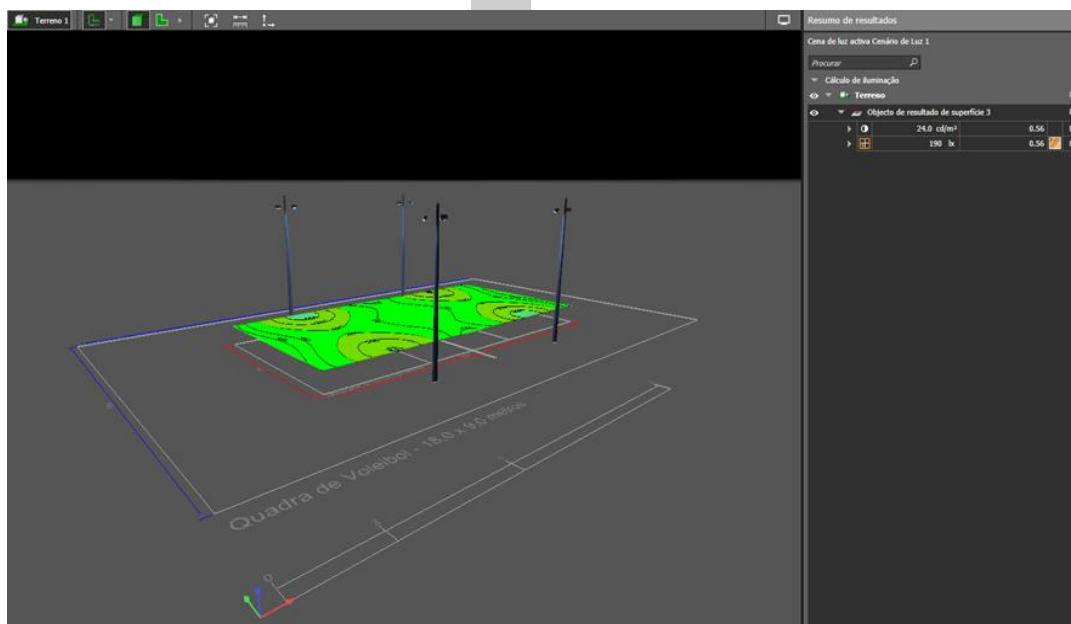 Terreno 1
Resumo de resultados
Cena de luz activa Cenário de Luz 1
Procurar
Cálculo de iluminação
Terreno
Objecto de resultado de superfície 3
24.0 cd/m² 0.56
190 lx 0.56
Quadra de Voleibol - 18,0 x 9,0 metros
0